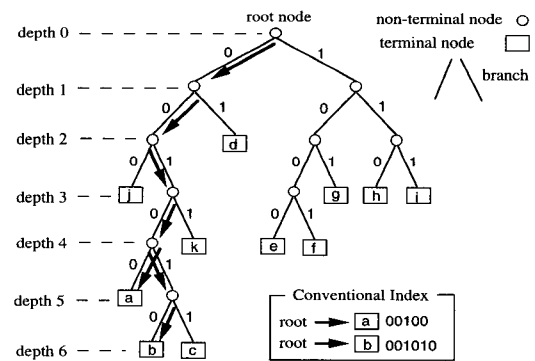 root node
depth 0
0 1
non-terminal node
terminal node
branch
depth 1
0 1 0 1
depth 2
d
0 1 0 1 0 1
depth 3
j g h i
0 1 0 1
depth 4
k e f
0 1
depth 5
a
0 1
depth 6
b c
Conventional Index
root a 00100
root b 001010